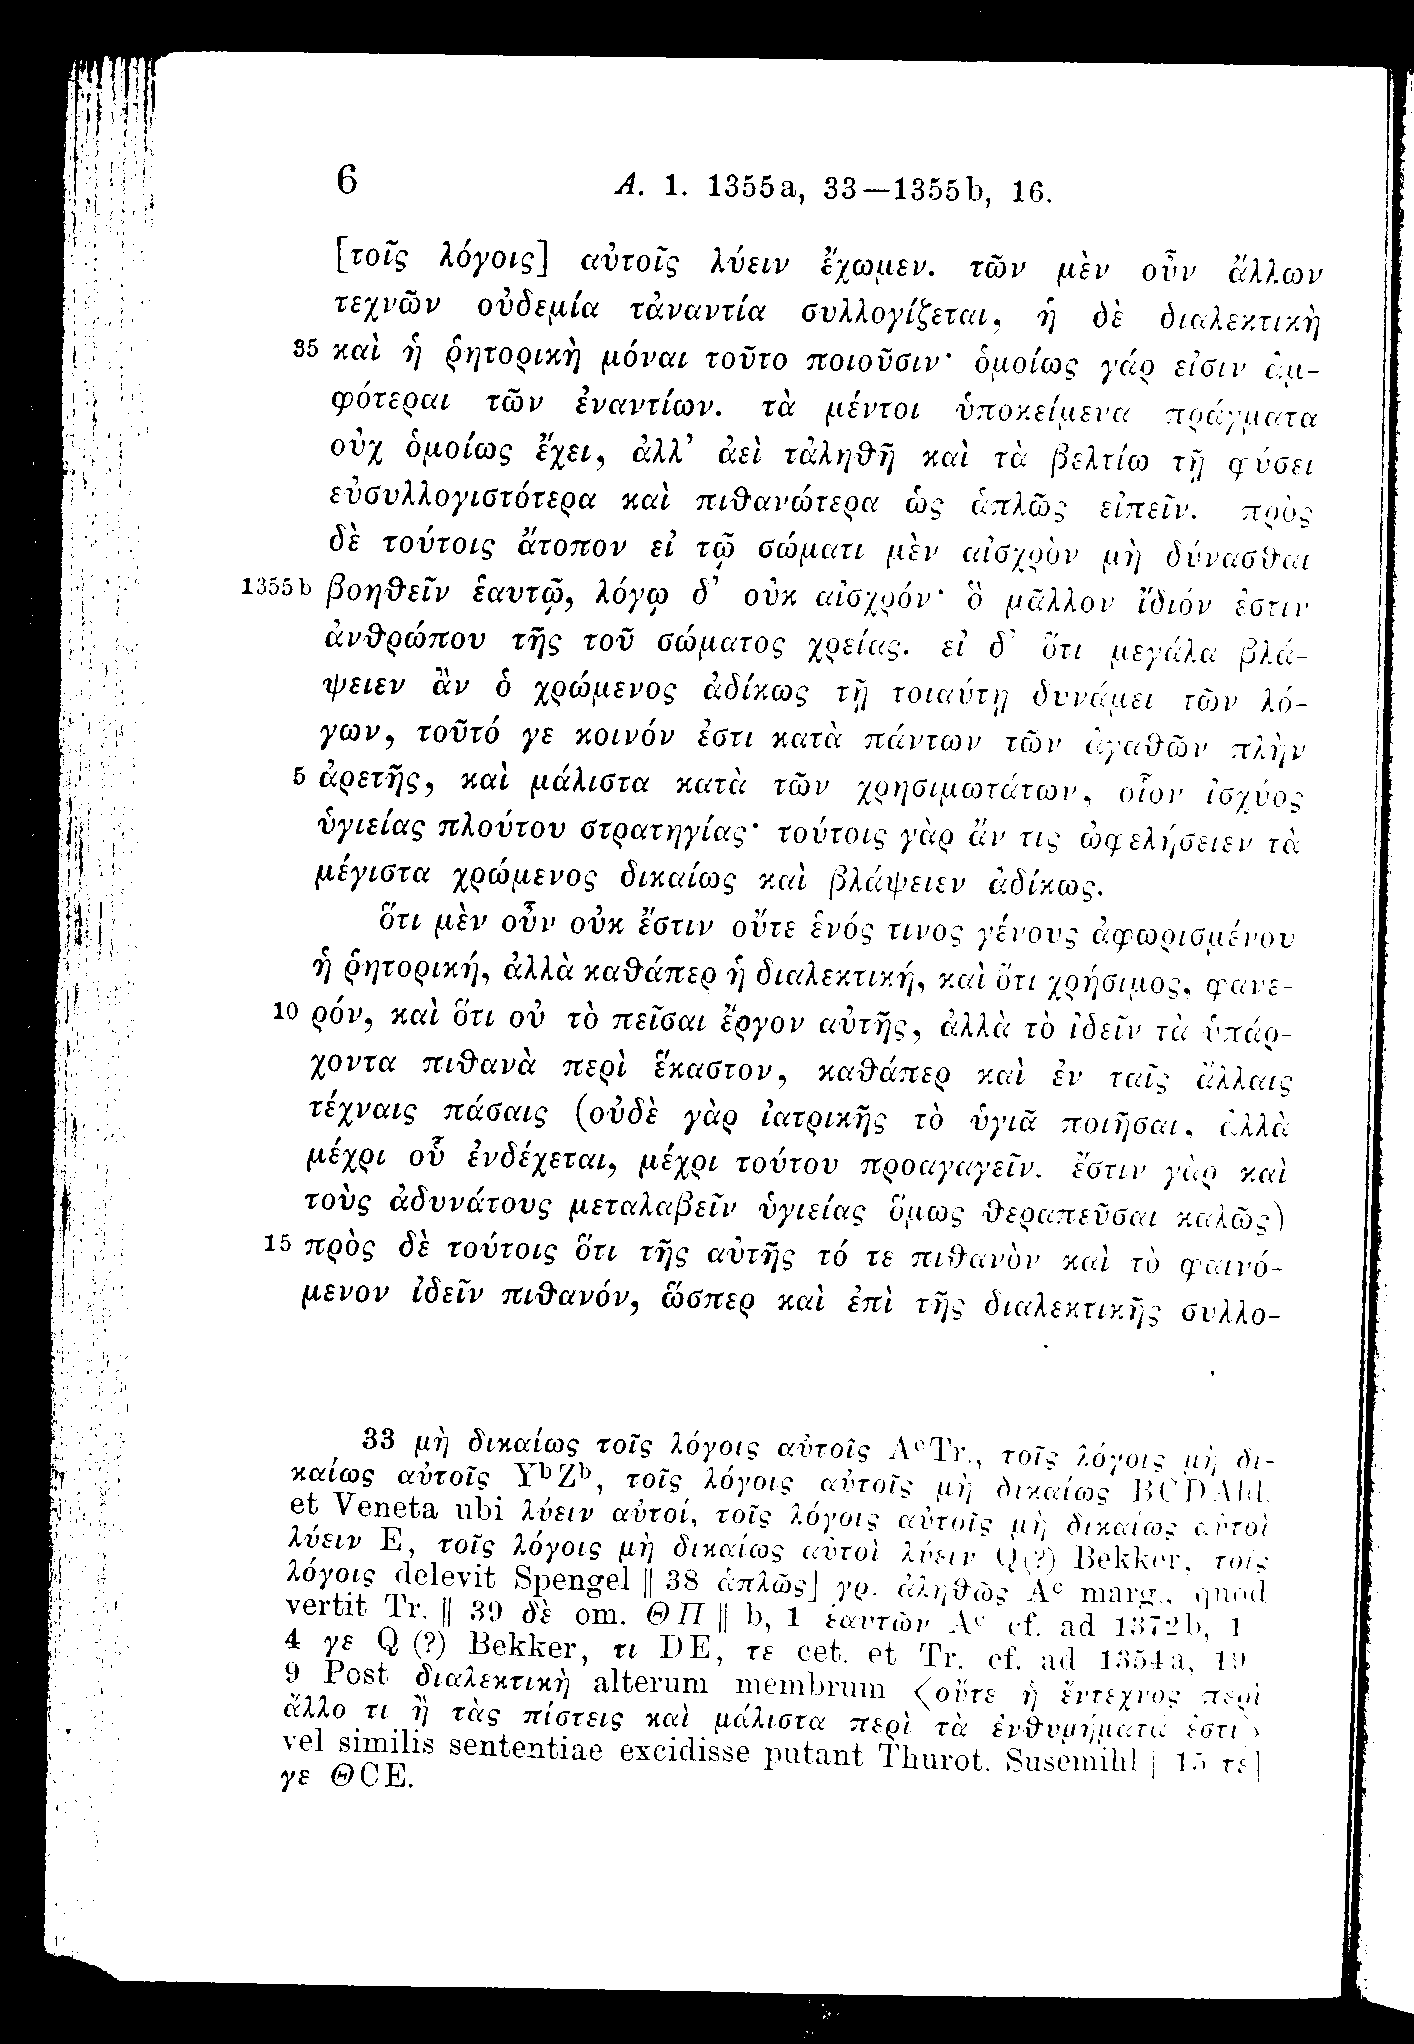 6 A. 1. 1355a, 33—1355b, 16.
[τοῖς λόγοις] αὐτοῖς λύειν ἔχωμεν. τῶν μὲν οὖν ἄλλων
τεχνῶν οὐδεμία τἀναντία συλλογίζεται, ἡ δὲ διαλεκτικὴ
35 καὶ ἡ ῥητορικὴ μόναι τοῦτο ποιοῦσιν· ὁμοίως γάρ εἰσιν ἀμ-
φότεραι τῶν ἐναντίων. τὰ μέντοι ὑποκείμενα πράγματα
οὐχ ὁμοίως ἔχει, ἀλλ’ ἀεὶ τἀληθῆ καὶ τὰ βελτίω τῇ φύσει
εὐσυλλογιστότερα καὶ πιθανώτερα ὡς ἁπλῶς εἰπεῖν. πρὸς
δὲ τούτοις ἄτοπον εἰ τῷ σώματι μὲν αἰσχρὸν μὴ δύνασθαι
1355b βοηθεῖν ἑαυτῷ, λόγῳ δ’ οὐκ αἰσχρόν· ὃ μᾶλλον ἴδιόν ἐστιν
ἀνθρώπου τῆς τοῦ σώματος χρείας. εἰ δ’ ὅτι μεγάλα βλά-
ψειεν ἂν ὁ χρώμενος ἀδίκως τῇ τοιαύτῃ δυνάμει τῶν λό-
γων, τοῦτό γε κοινόν ἐστι κατὰ πάντων τῶν ἀγαθῶν πλὴν
5 ἀρετῆς, καὶ μάλιστα κατὰ τῶν χρησιμωτάτων, οἷον ἰσχύος
ὑγιείας πλούτου στρατηγίας· τούτοις γὰρ ἄν τις ὠφελήσειεν τὰ
μέγιστα χρώμενος δικαίως καὶ βλάψειεν ἀδίκως.
ὅτι μὲν οὖν οὐκ ἔστιν οὔτε ἑνός τινος γένους ἀφωρισμένου
ἡ ῥητορική, ἀλλὰ καθάπερ ἡ διαλεκτική, καὶ ὅτι χρήσιμος, φανε-
10 ρόν, καὶ ὅτι οὐ τὸ πεῖσαι ἔργον αὐτῆς, ἀλλὰ τὸ ἰδεῖν τὰ ὑπάρ-
χοντα πιθανὰ περὶ ἕκαστον, καθάπερ καὶ ἐν ταῖς ἄλλαις
τέχναις πάσαις (οὐδὲ γὰρ ἰατρικῆς τὸ ὑγιᾶ ποιῆσαι, ἀλλὰ
μέχρι οὗ ἐνδέχεται, μέχρι τούτου προαγαγεῖν. ἔστιν γὰρ καὶ
τοὺς ἀδυνάτους μεταλαβεῖν ὑγιείας ὅμως θεραπεῦσαι καλῶς)
15 πρὸς δὲ τούτοις ὅτι τῆς αὐτῆς τό τε πιθανὸν καὶ τὸ φαινό-
μενον ἰδεῖν πιθανόν, ὥσπερ καὶ ἐπὶ τῆς διαλεκτικῆς συλλο-
33 μὴ δικαίως τοῖς λόγοις αὐτοῖς AᶜTr., τοῖς λόγοις μὴ δι-
καίως αὐτοῖς YᵇZᵇ, τοῖς λόγοις αὐτοῖς μὴ δικαίως BCDAld.
et Veneta ubi λύειν αὐτοί, τοῖς λόγοις αὐτοῖς μὴ δικαίως αὐτοὶ
λύειν E, τοῖς λόγοις μὴ δικαίως αὐτοὶ λύειν Q(?) Bekker, τοῖς
λόγοις delevit Spengel || 38 ἁπλῶς] γρ. ἀληθῶς Aᶜ marg., quod
vertit Tr. || 39 δὲ om. ΘΠ || b, 1 ἑαυτῶν Aᶜ cf. ad 1372b, 1
4 γε Q (?) Bekker, τι DE, τε cet. et Tr. cf. ad 1354a, 19
9 Post διαλεκτικὴ alterum membrum <οὔτε ἡ ἔντεχνος περὶ
ἄλλο τι ἢ τὰς πίστεις καὶ μάλιστα περὶ τὰ ἐνθυμήματα ἐστι>
vel similis sententiae excidisse putant Thurot. Susemihl | 15 τε]
γε ΘCE.